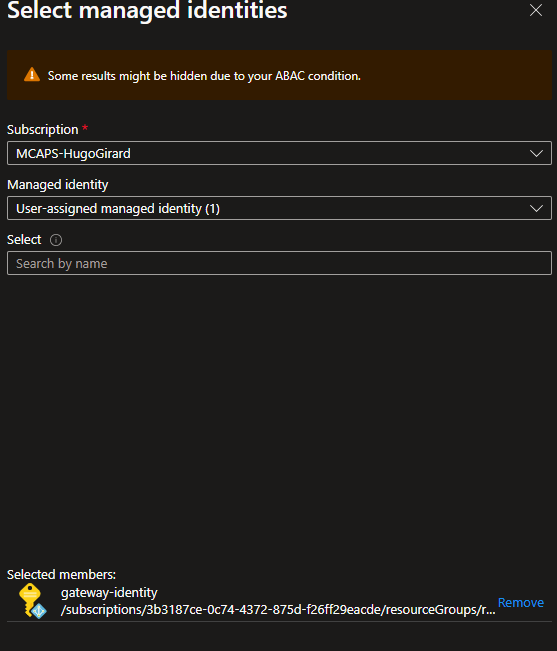 Select managed identities
Some results might be hidden due to your ABAC condition.
Subscription *
MCAPS-HugoGirard
Managed identity
User-assigned managed identity (1)
Select
Search by name
Selected members:
gateway-identity
/subscriptions/3b3187ce-0c74-4372-875d-f26ff29eacde/resourceGroups/r...
Remove